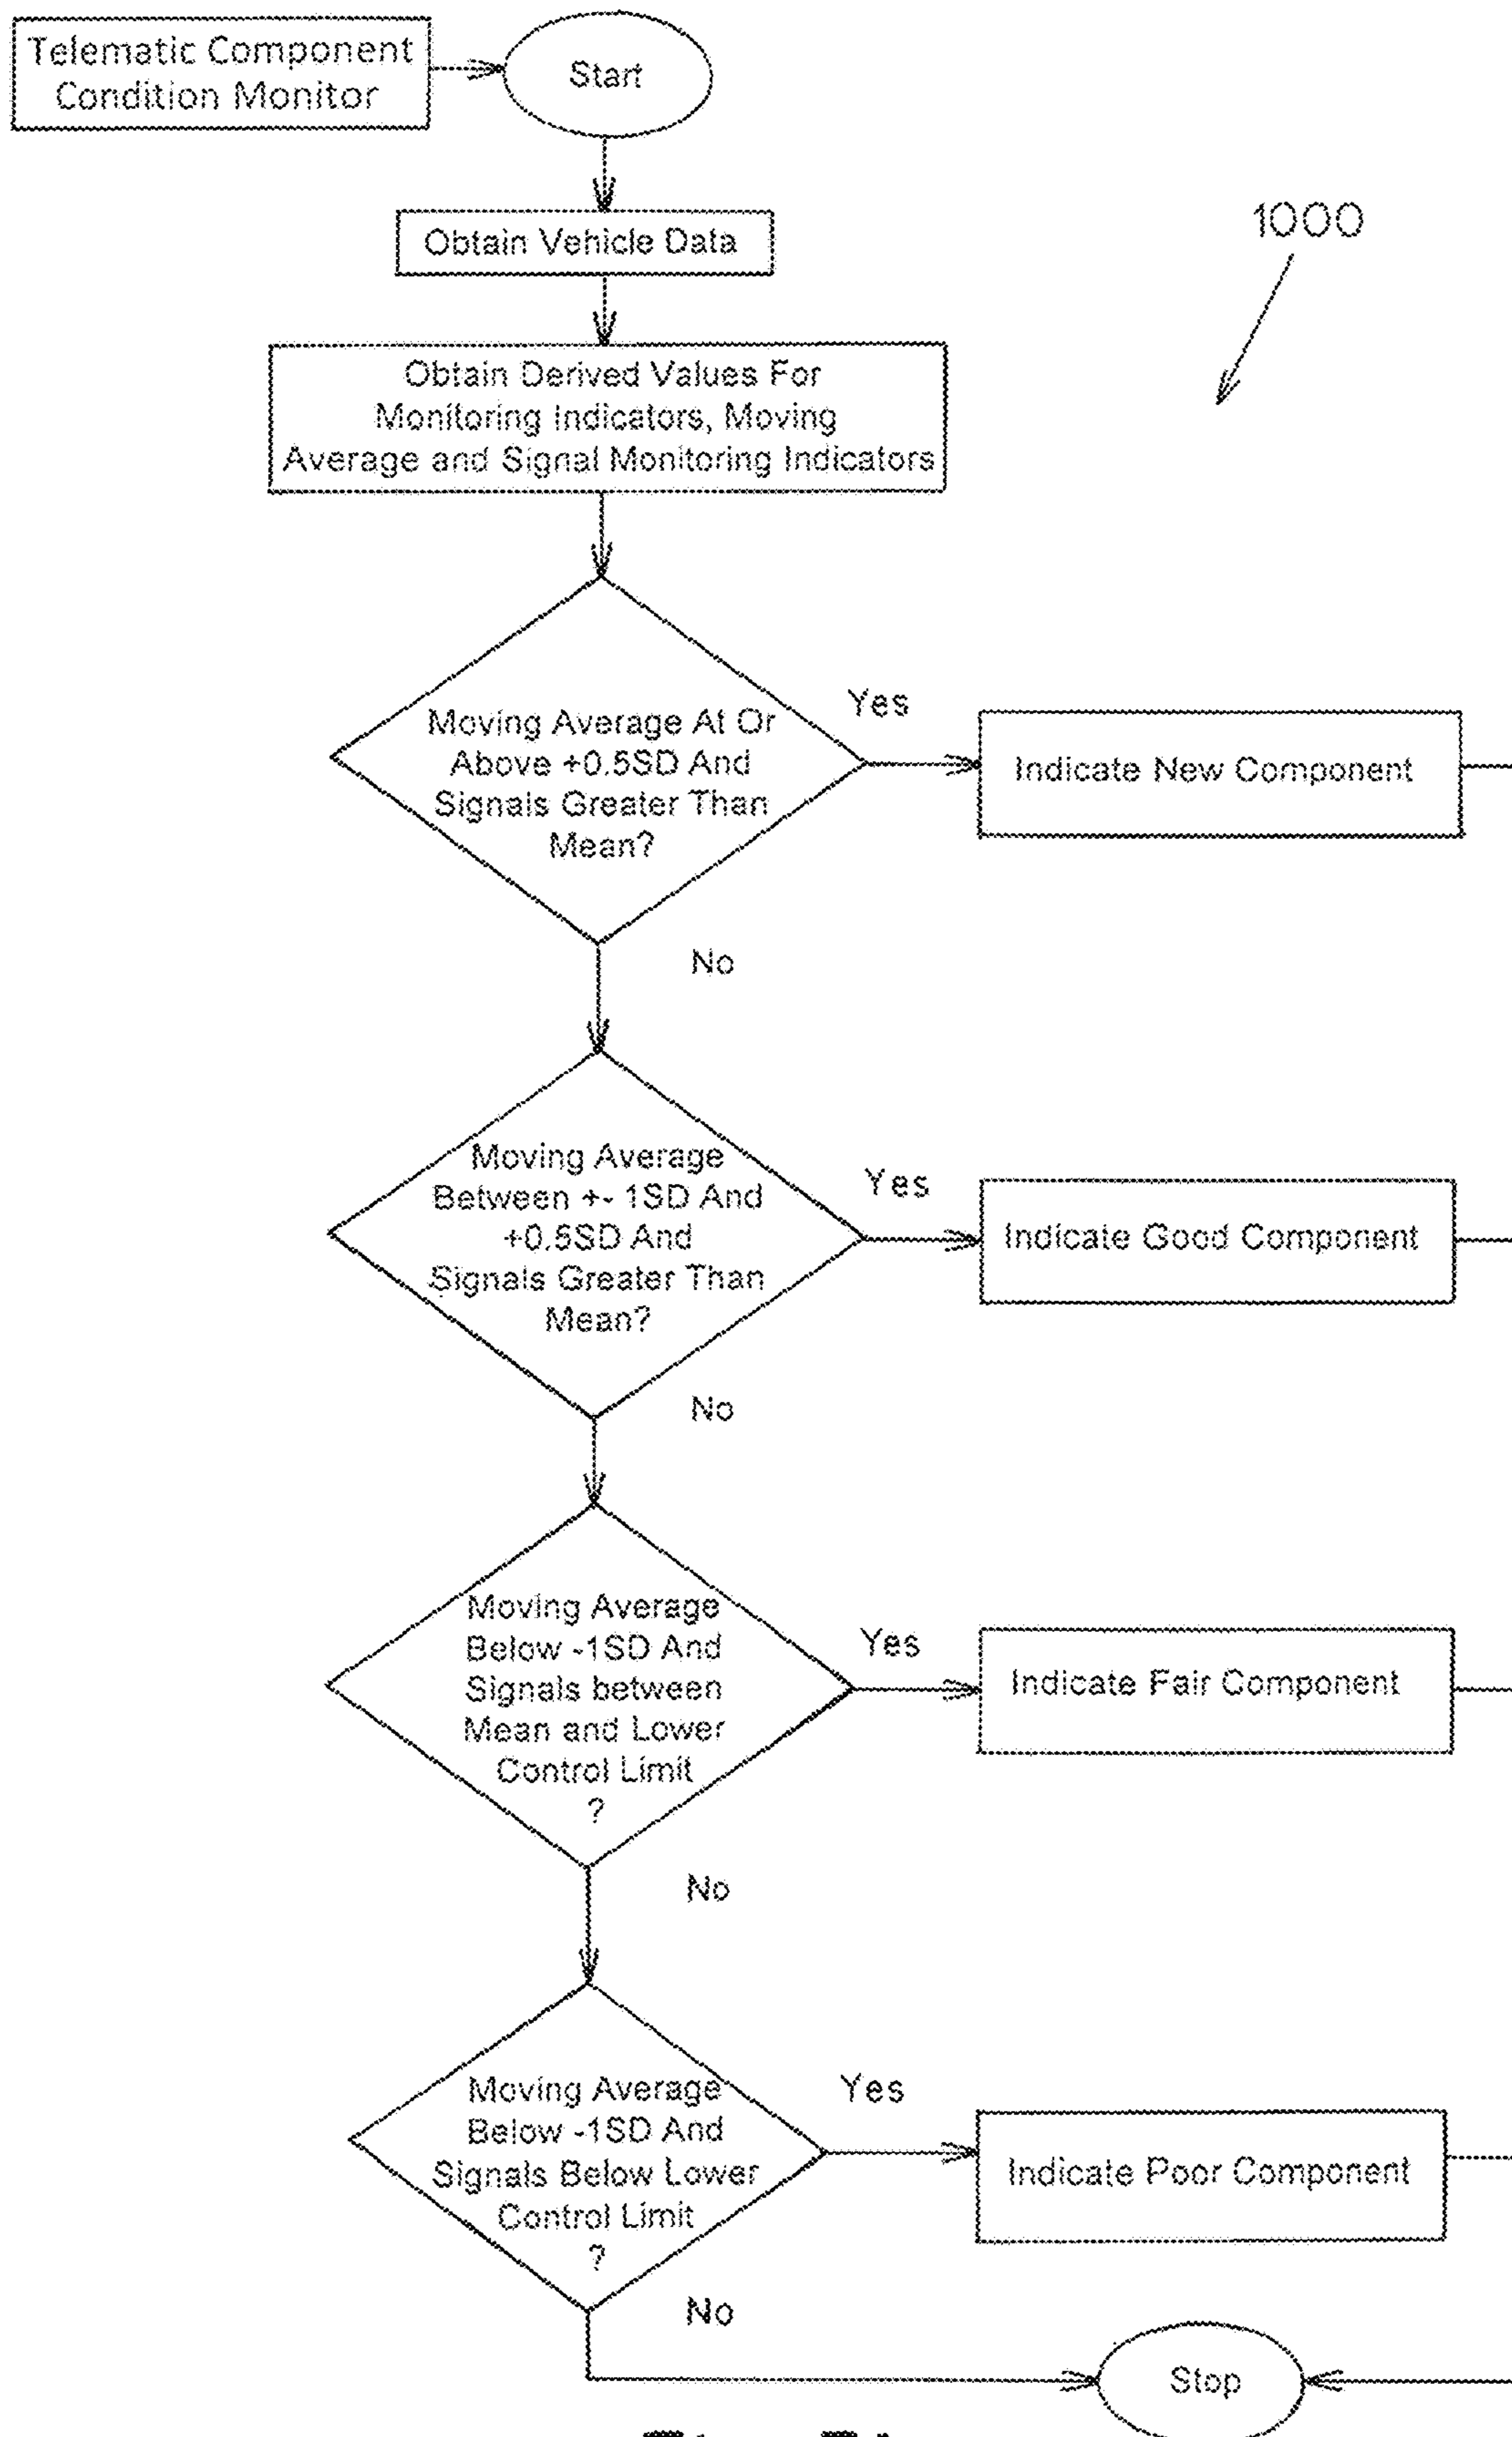 Telematic Component
Condition Monitor
Start
Obtain Vehicle Data
1000
Obtain Derived Values For
Monitoring Indicators, Moving
Average and Signal Monitoring Indicators
Moving Average At Or
Above +0.5SD And
Signals Greater Than
Mean?
Yes
Indicate New Component
No
Moving Average
Between +- 1SD And
+0.5SD And
Signals Greater Than
Mean?
Yes
Indicate Good Component
No
Moving Average
Below -1SD And
Signals between
Mean and Lower
Control Limit
?
Yes
Indicate Fair Component
No
Moving Average
Below -1SD And
Signals Below Lower
Control Limit
?
Yes
Indicate Poor Component
No
Stop